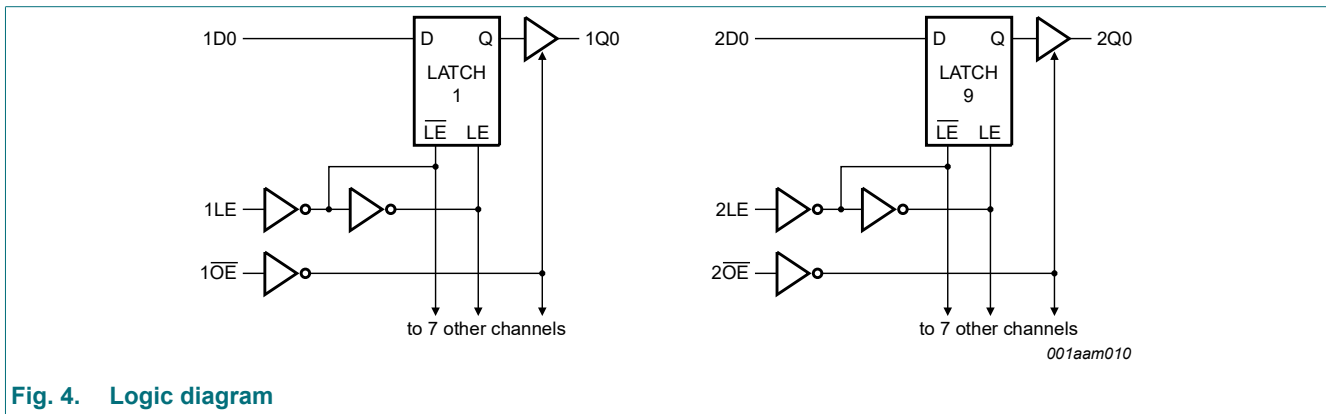 1D0
D
Q
LATCH
1
LE LE
1Q0
1LE
1OE
to 7 other channels
2D0
D
Q
LATCH
9
LE LE
2Q0
2LE
2OE
to 7 other channels
001aam010
Fig. 4. Logic diagram